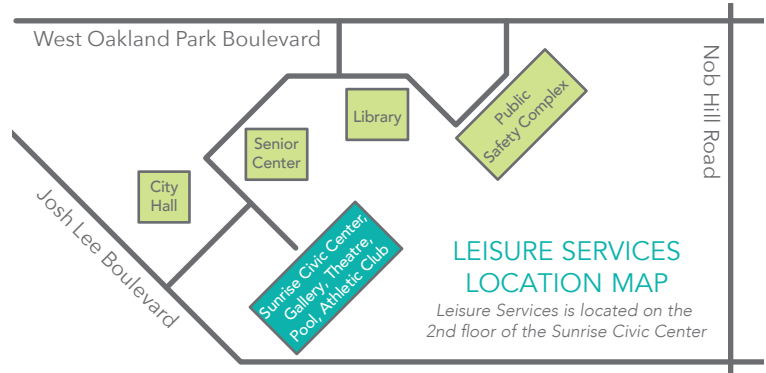 West Oakland Park Boulevard
Nob Hill Road
Public
Safety Complex
Library
Senior
Center
City
Hall
Josh Lee Boulevard
Sunrise Civic Center,
Gallery, Theatre,
Pool, Athletic Club
LEISURE SERVICES
LOCATION MAP
Leisure Services is located on the
2nd floor of the Sunrise Civic Center